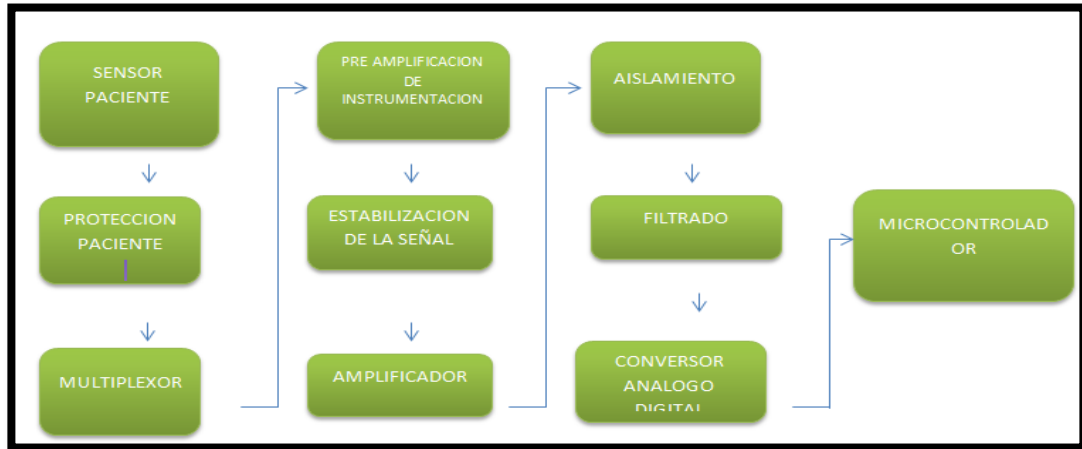 SENSOR
PACIENTE
PROTECCION
PACIENTE
MULTIPLEXOR
PRE AMPLIFICACION
DE
INSTRUMENTACION
ESTABILIZACION
DE LA SEÑAL
AMPLIFICADOR
AISLAMIENTO
FILTRADO
CONVERSOR
ANALOGO
DIGITAL
MICROCONTROLAD
OR